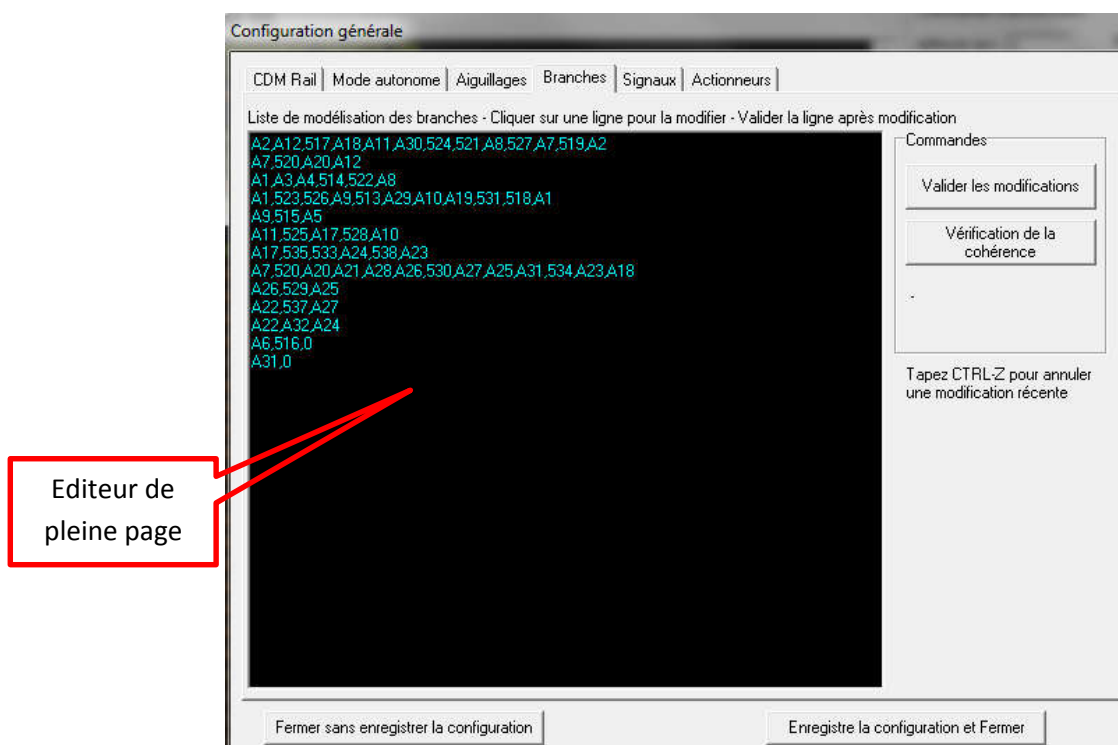 Configuration générale
CDM Rail Mode autonome Aiguillages Branches Signaux Actionneurs
Liste de modélisation des branches - Cliquer sur une ligne pour la modifier - Valider la ligne après modification
A2,A12,517,A18,A11,A30,524,521,A8,527,A7,519,A2
A7,520,A20,A12
A1,A3,A4,514,522,A8
A1,523,526,A9,513,A29,A10,A19,531,518,A1
A9,515,A5
A11,525,A17,528,A10
A17,535,533,A24,538,A23
A7,520,A20,A21,A28,A26,530,A27,A25,A31,534,A23,A18
A26,529,A25
A22,537,A27
A22,A32,A24
A6,516,0
A31,0
Commandes
Valider les modifications
Vérification de la
cohérence
-
Tapez CTRL-Z pour annuler
une modification récente
Editeur de
pleine page
Fermer sans enregistrer la configuration
Enregistre la configuration et Fermer